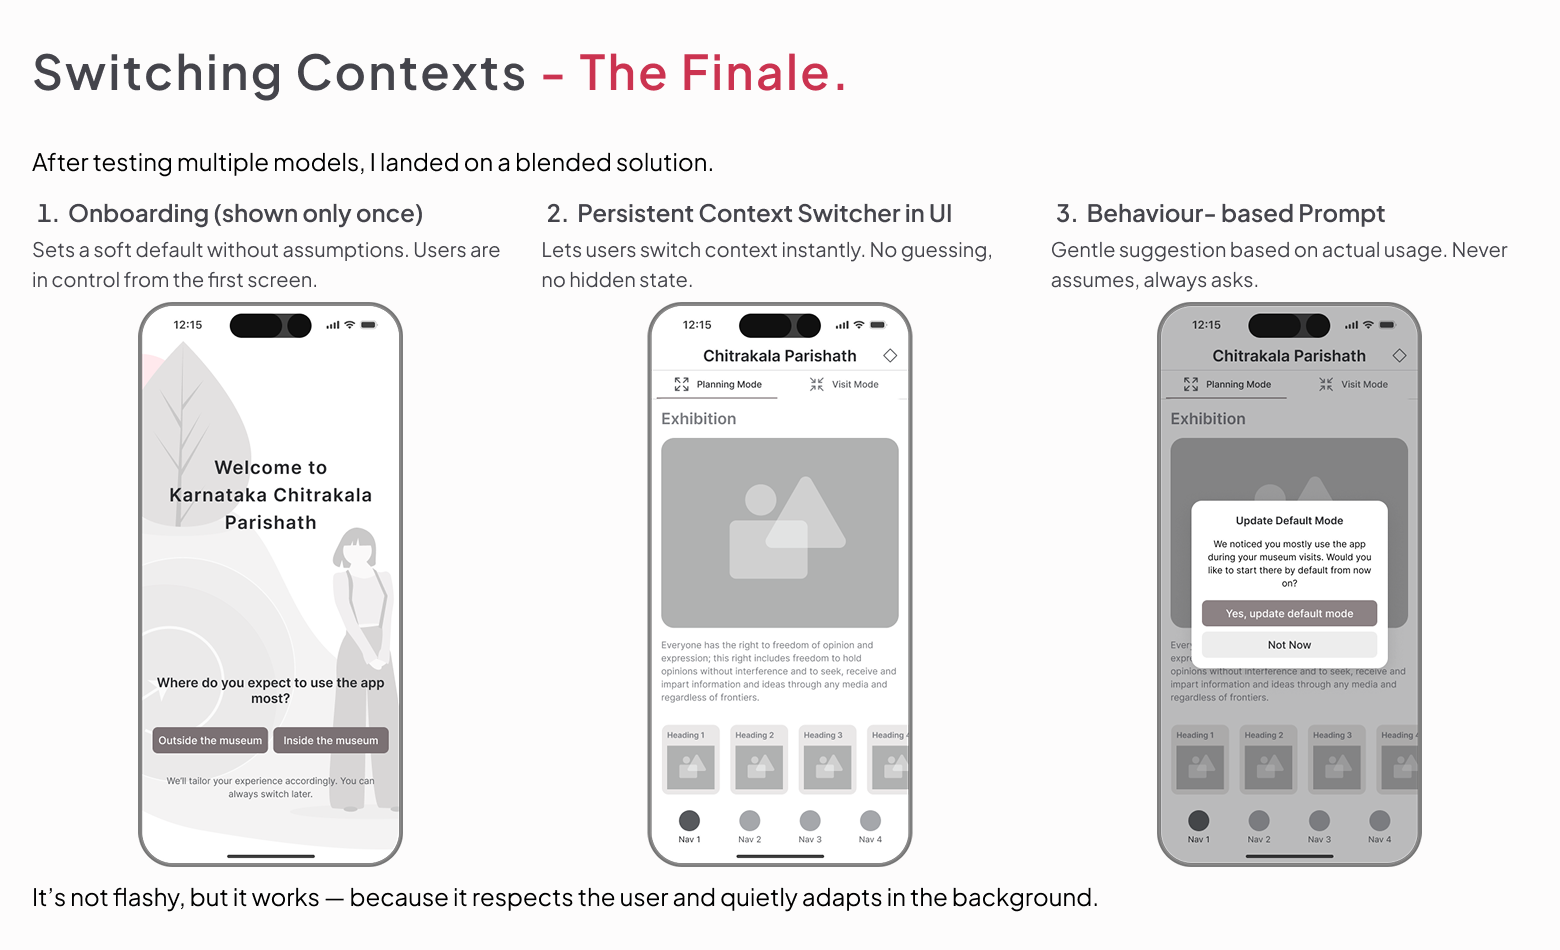 Switching Contexts – The Finale.
After testing multiple models, I landed on a blended solution.
1. Onboarding (shown only once)
Sets a soft default without assumptions. Users are
in control from the first screen.
12:15
Welcome to
Karnataka Chitrakala
Parishath
Where do you expect to use the app
most?
Outside the museum
Inside the museum
We'll tailor your experience accordingly. You can
always switch later.
2. Persistent Context Switcher in UI
Lets users switch context instantly. No guessing,
no hidden state.
12:15
Chitrakala Parishath
Planning Mode
Visit Mode
Exhibition
Everyone has the right to freedom of opinion and
expression; this right includes freedom to hold
opinions without interference and to seek, receive and
impart information and ideas through any media and
regardless of frontiers.
Heading 1
Heading 2
Heading 3
Heading 4
Nav 1
Nav 2
Nav 3
Nav 4
3. Behaviour- based Prompt
Gentle suggestion based on actual usage. Never
assumes, always asks.
12:15
Chitrakala Parishath
Planning Mode
Visit Mode
Exhibition
Update Default Mode
We noticed you mostly use the app
during your museum visits. Would you
like to start there by default from now
on?
Yes, update default mode
Not Now
Every
expre
opinions without interference and to seek, receive and
impart information and ideas through any media and
regardless of frontiers.
Heading 1
Heading 2
Heading 3
Heading 4
Nav 1
Nav 2
Nav 3
Nav 4
It's not flashy, but it works — because it respects the user and quietly adapts in the background.